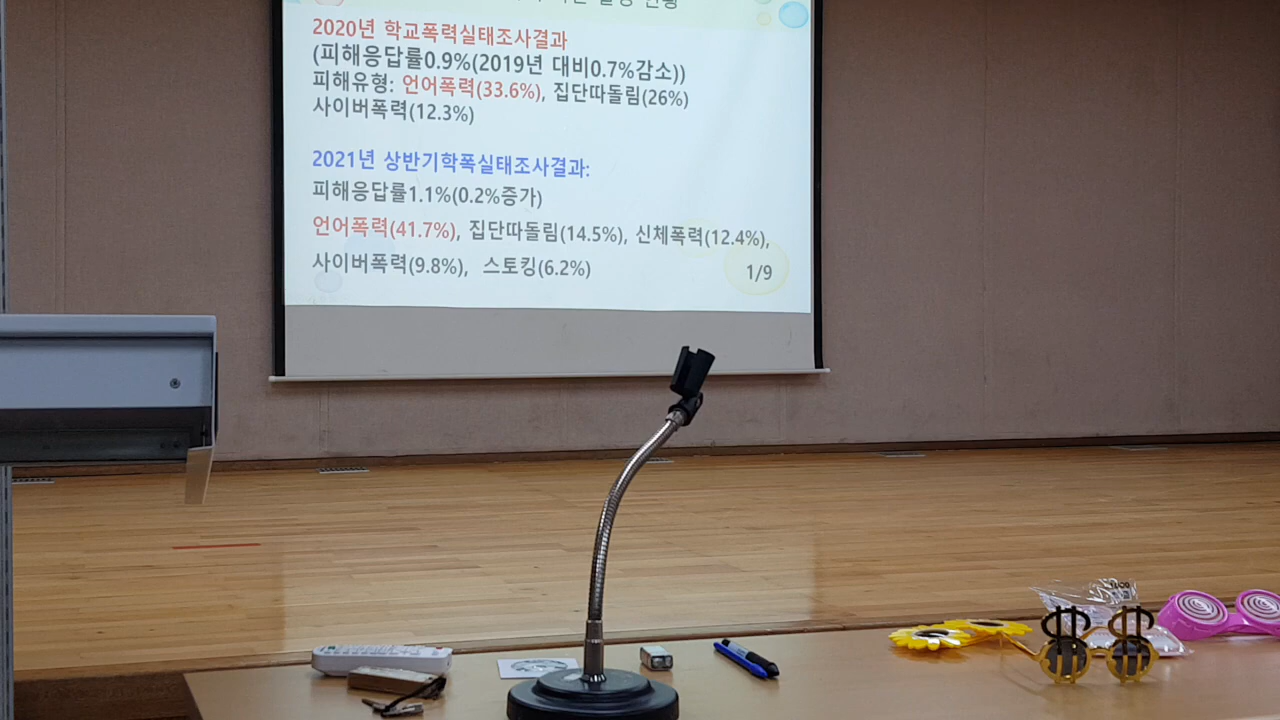 2020년 학교폭력실태조사결과
(피해응답률0.9%(2019년 대비0.7%감소))
피해유형: 언어폭력(33.6%), 집단따돌림(26%)
사이버폭력(12.3%)
2021년 상반기학폭실태조사결과:
피해응답률1.1%(0.2%증가)
언어폭력(41.7%), 집단따돌림(14.5%), 신체폭력(12.4%),
사이버폭력(9.8%), 스토킹(6.2%)
1/9